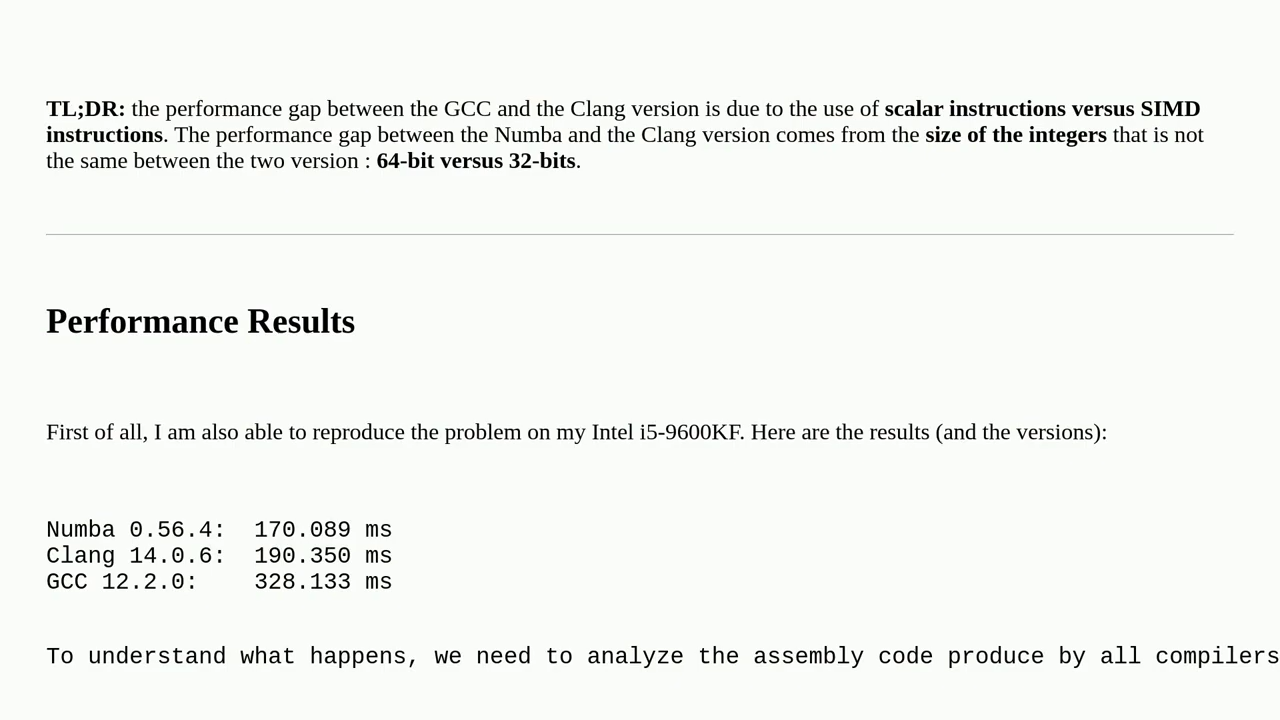 TL;DR: the performance gap between the GCC and the Clang version is due to the use of scalar instructions versus SIMD
instructions. The performance gap between the Numba and the Clang version comes from the size of the integers that is not
the same between the two version : 64-bit versus 32-bits.
Performance Results
First of all, I am also able to reproduce the problem on my Intel i5-9600KF. Here are the results (and the versions):
Numba 0.56.4:  170.089 ms
Clang 14.0.6:  190.350 ms
GCC 12.2.0:    328.133 ms
To understand what happens, we need to analyze the assembly code produce by all compilers